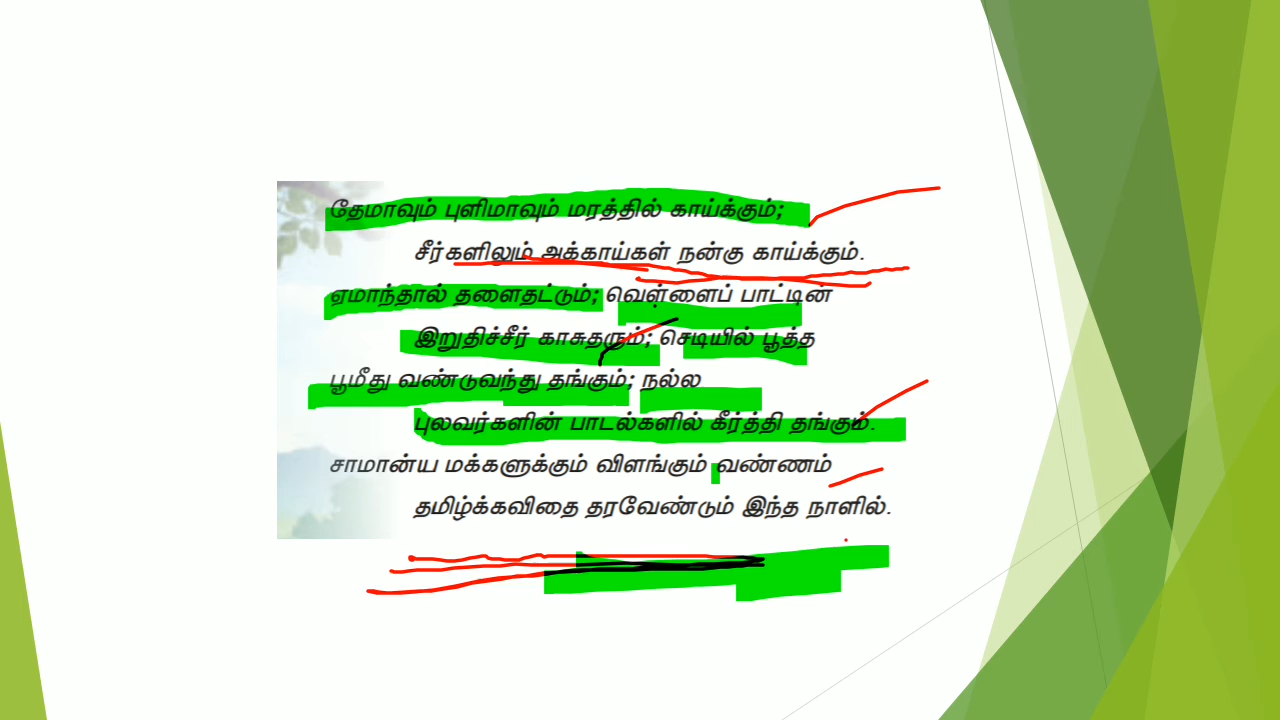 தேமாவும் புளிமாவும் மரத்தில் காய்க்கும்;
சீர்களிலும் அக்காய்கள் நன்கு காய்க்கும்.
ஏமாந்தால் தளைதட்டும்; வெள்ளைப் பாட்டின்
இறுதிச்சீர் காசுதரும்; செடியில் பூத்த
பூமீது வண்டுவந்து தங்கும்; நல்ல
புலவர்களின் பாடல்களில் கீர்த்தி தங்கும்.
சாமான்ய மக்களுக்கும் விளங்கும் வண்ணம்
தமிழ்க்கவிதை தரவேண்டும் இந்த நாளில்.